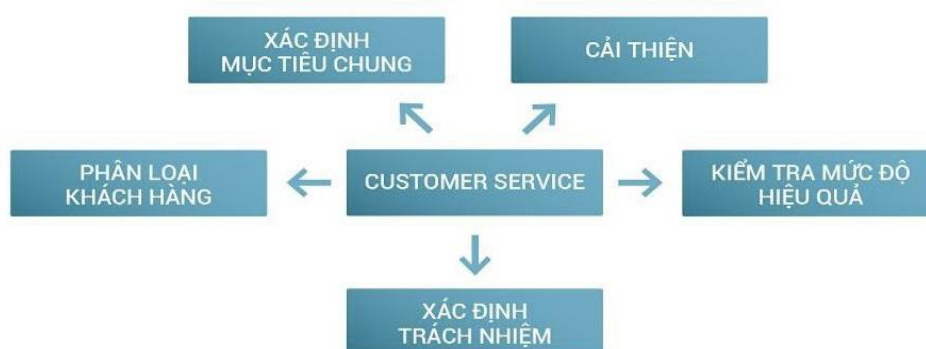 XÁC ĐỊNH
MỤC TIÊU CHUNG
CẢI THIỆN
PHÂN LOẠI
KHÁCH HÀNG
CUSTOMER SERVICE
KIỂM TRA MỨC ĐỘ
HIỆU QUẢ
XÁC ĐỊNH
TRÁCH NHIỆM